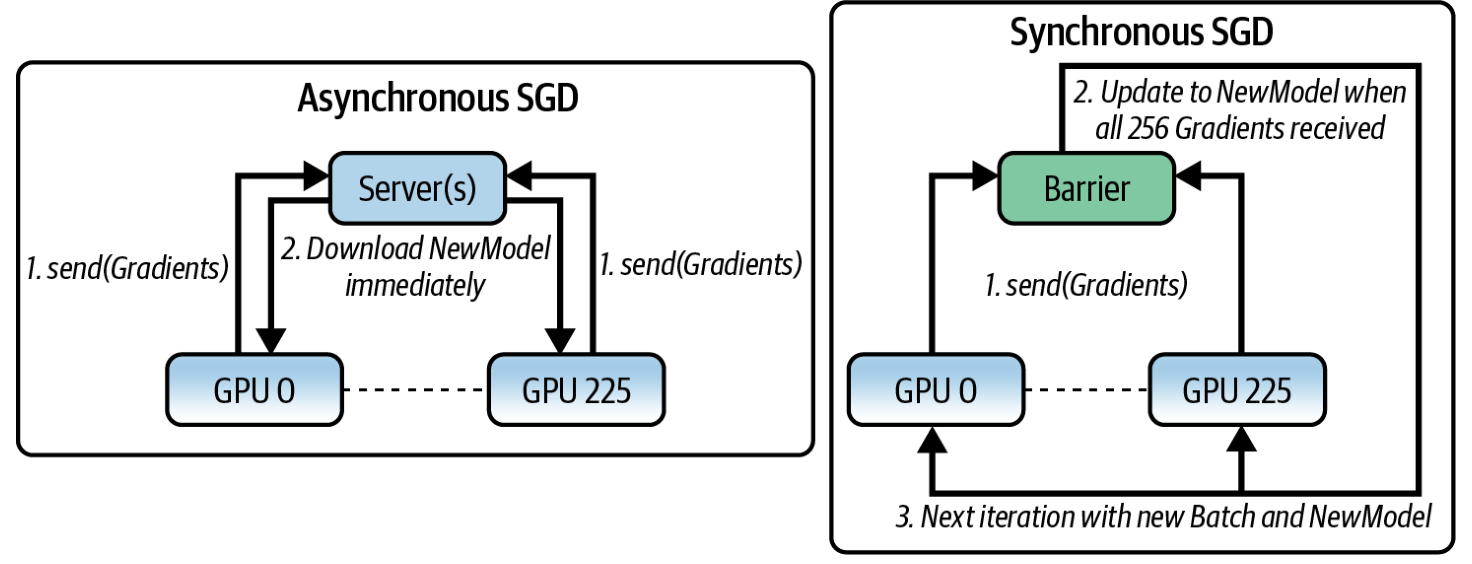 Asynchronous SGD
Server(s)
1. send(Gradients)
2. Download NewModel
immediately
1. send(Gradients)
GPU 0
GPU 225
Synchronous SGD
2. Update to NewModel when
all 256 Gradients received
Barrier
1. send(Gradients)
GPU 0
GPU 225
3. Next iteration with new Batch and NewModel